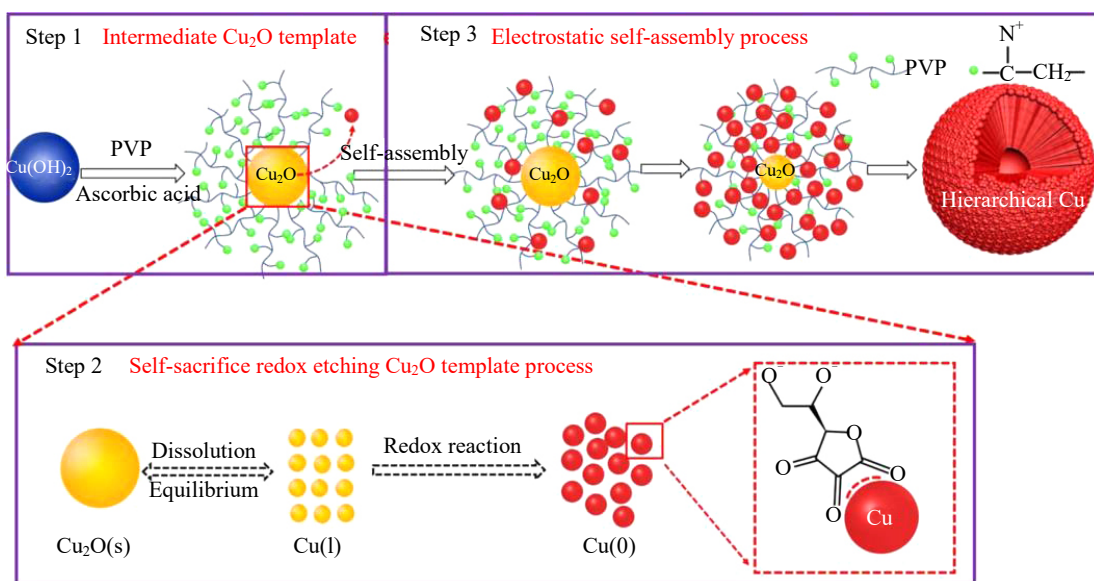 Step 1 Intermediate Cu₂O template
Cu(OH)₂
PVP
Ascorbic acid
Cu₂O
Step 3 Electrostatic self-assembly process
Self-assembly
Cu₂O
Cu₂O
PVP
N⁺
C—CH₂
Hierarchical Cu
Step 2 Self-sacrifice redox etching Cu₂O template process
Dissolution
Equilibrium
Redox reaction
Cu₂O(s)
Cu(l)
Cu(0)
O⁻ O⁻
O
O O
O
Cu